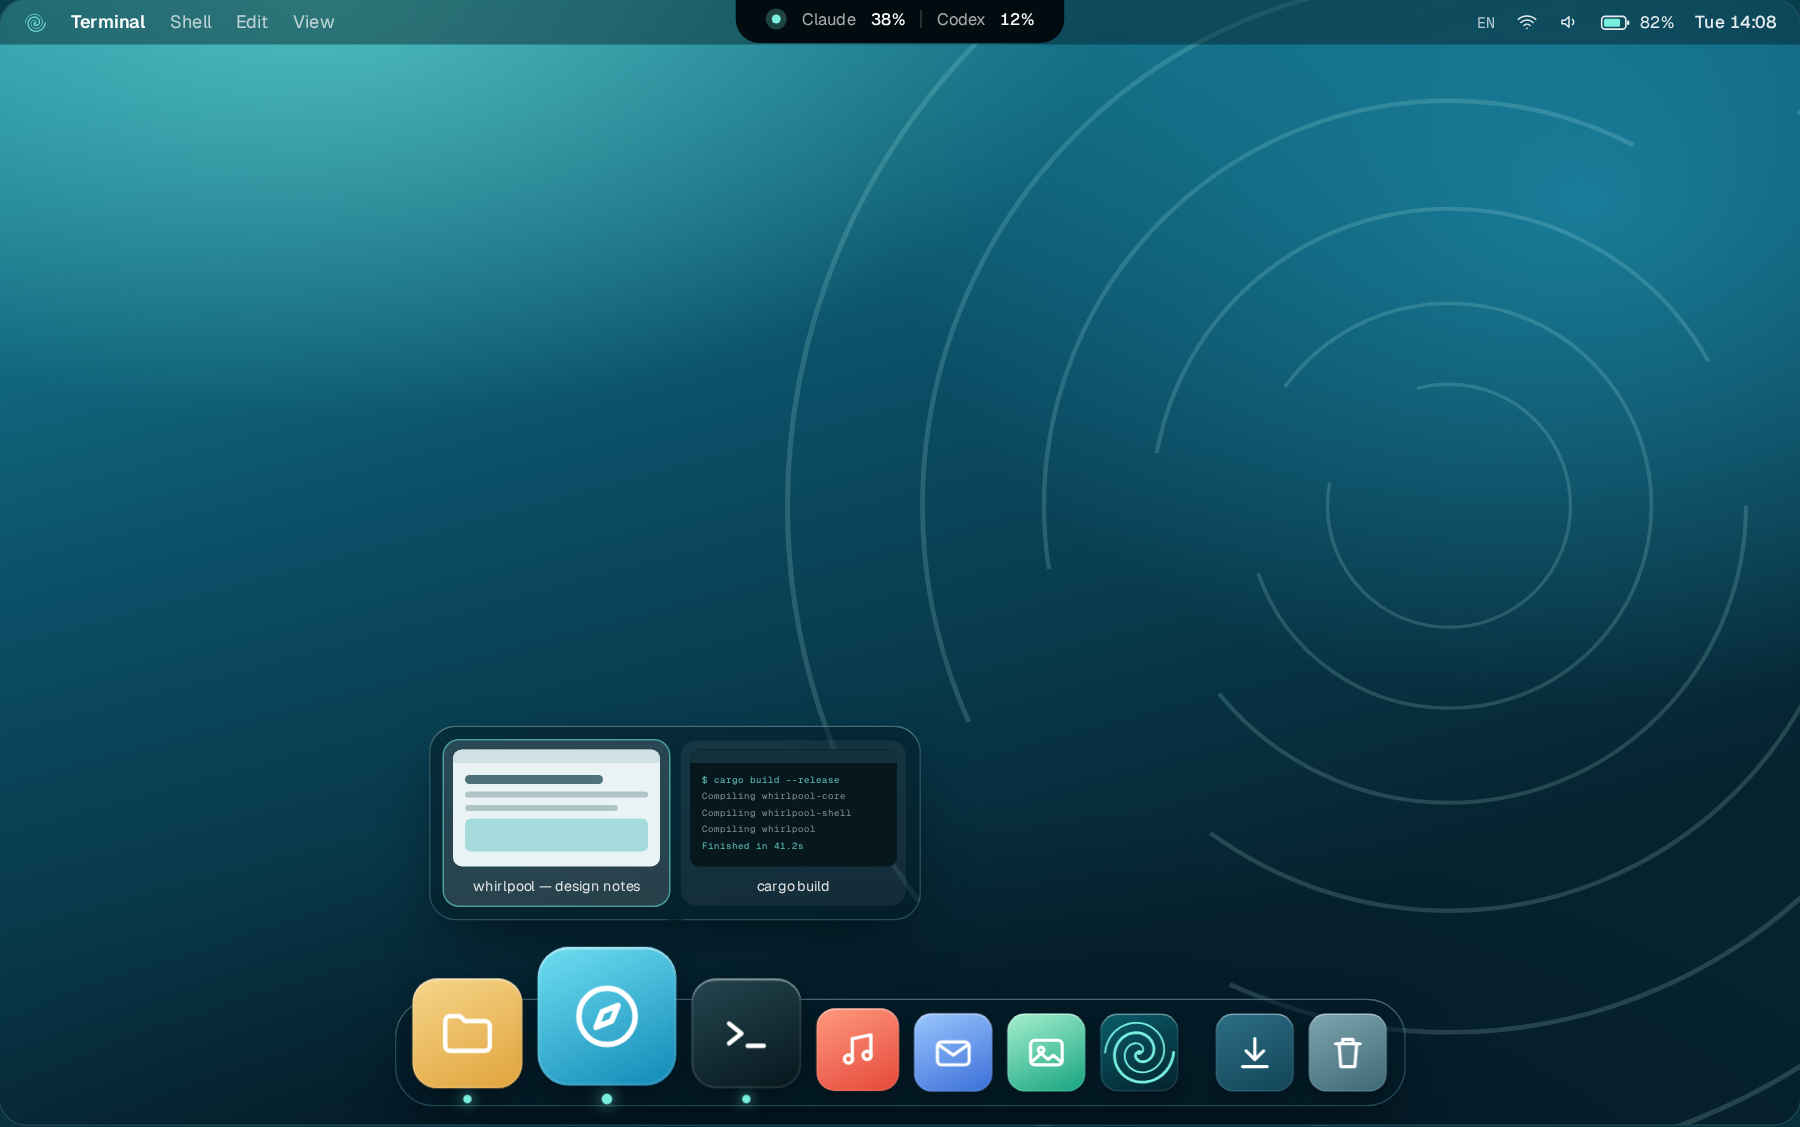 Terminal Shell Edit View
Claude 38% Codex 12%
EN 82% Tue 14:08
whirlpool — design notes
$ cargo build --release
Compiling whirlpool-core
Compiling whirlpool-shell
Compiling whirlpool
Finished in 41.2s
cargo build